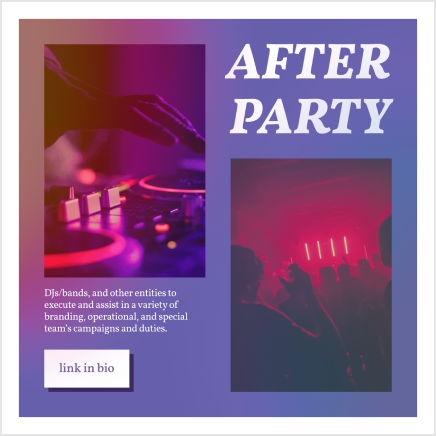 AFTER
PARTY
DJs/bands, and other entities to
execute and assist in a variety of
branding, operational, and special
team's campaigns and duties.
link in bio